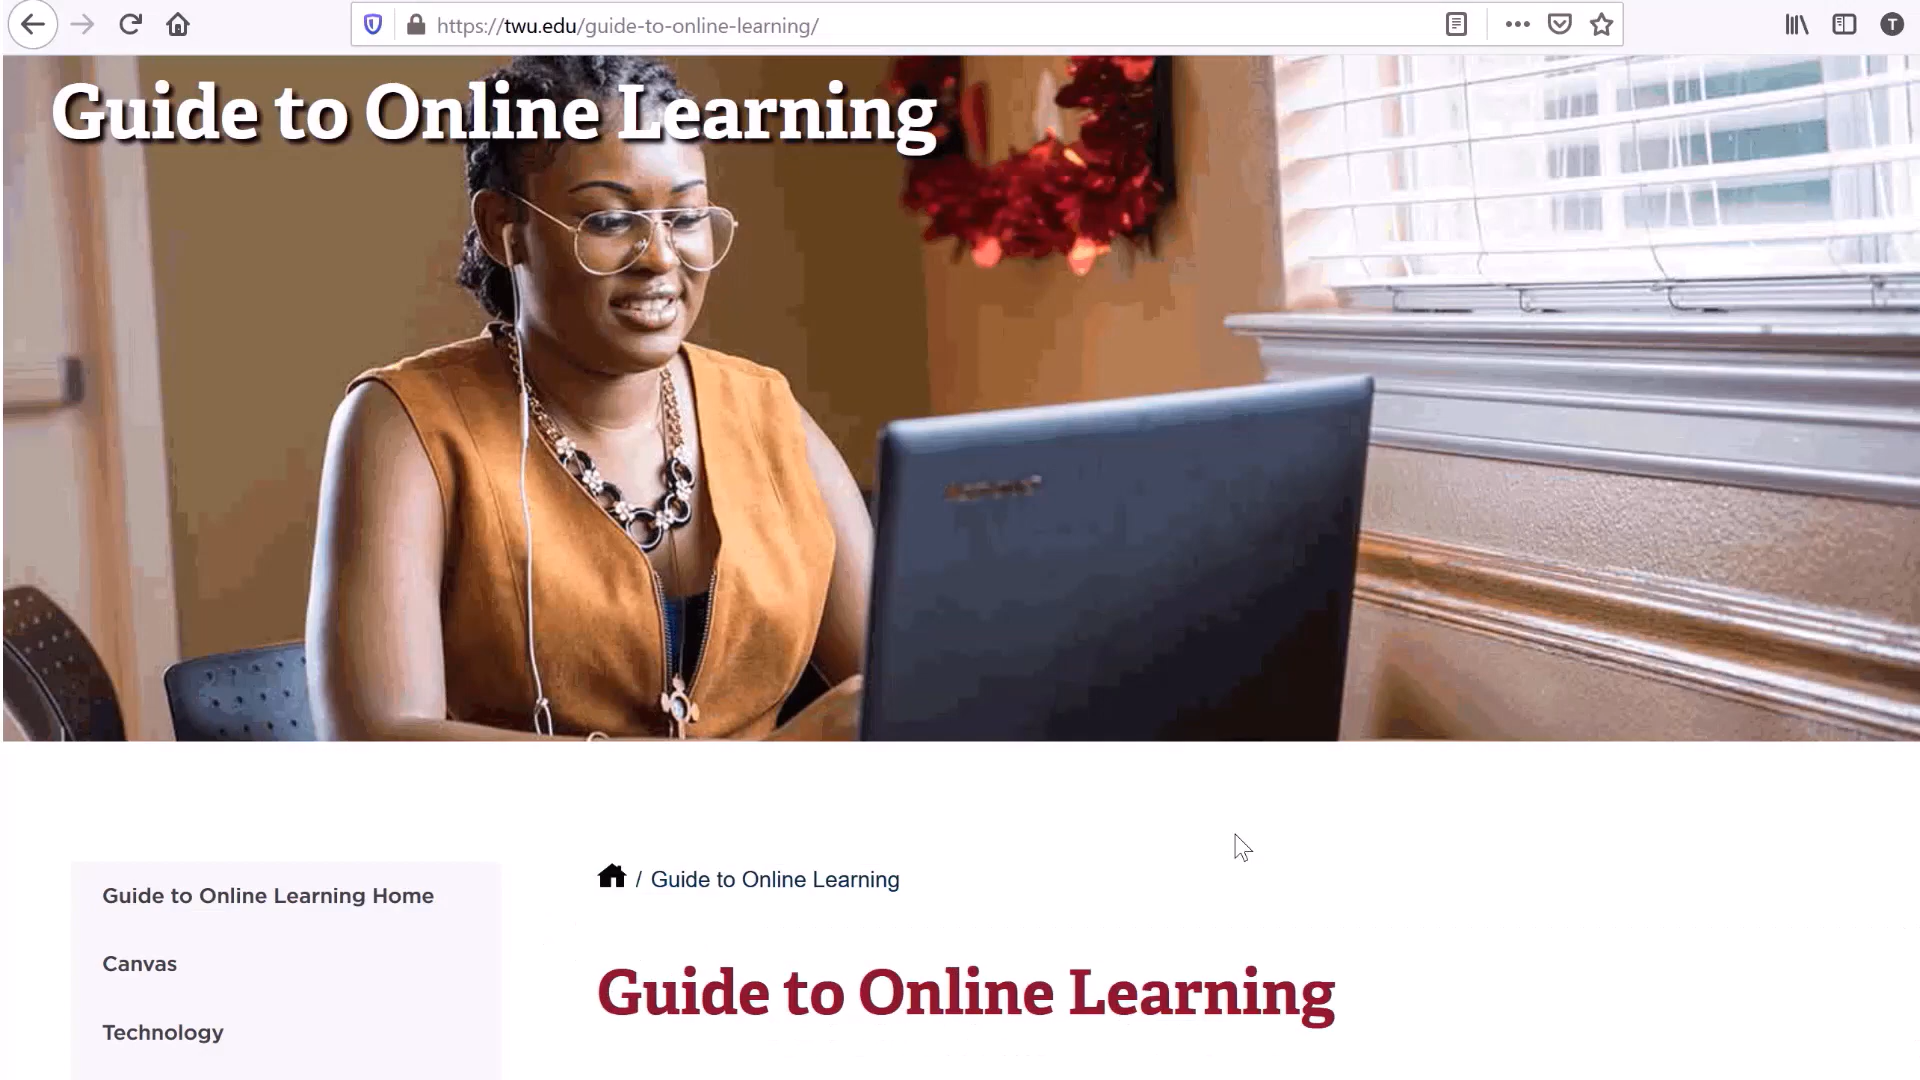 https://twu.edu/guide-to-online-learning/
T
Guide to Online Learning
/ Guide to Online Learning
Guide to Online Learning Home
Canvas
Technology
Guide to Online Learning